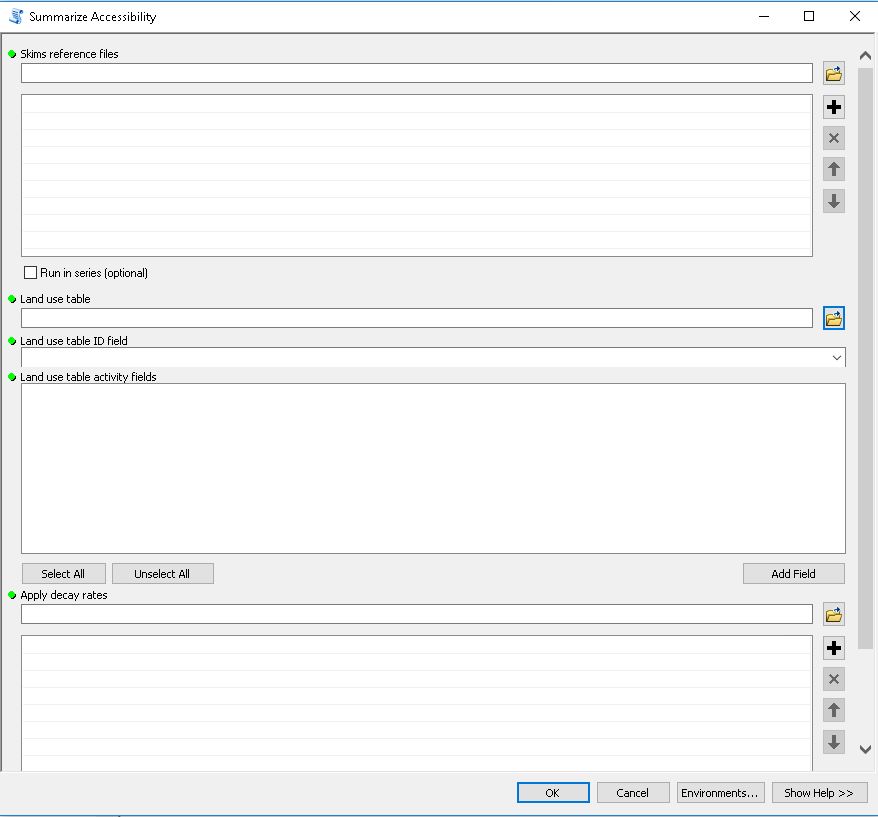 Summarize Accessibility
Skims reference files
Run in series (optional)
Land use table
Land use table ID field
Land use table activity fields
Select All
Unselect All
Add Field
Apply decay rates
OK
Cancel
Environments...
Show Help >>